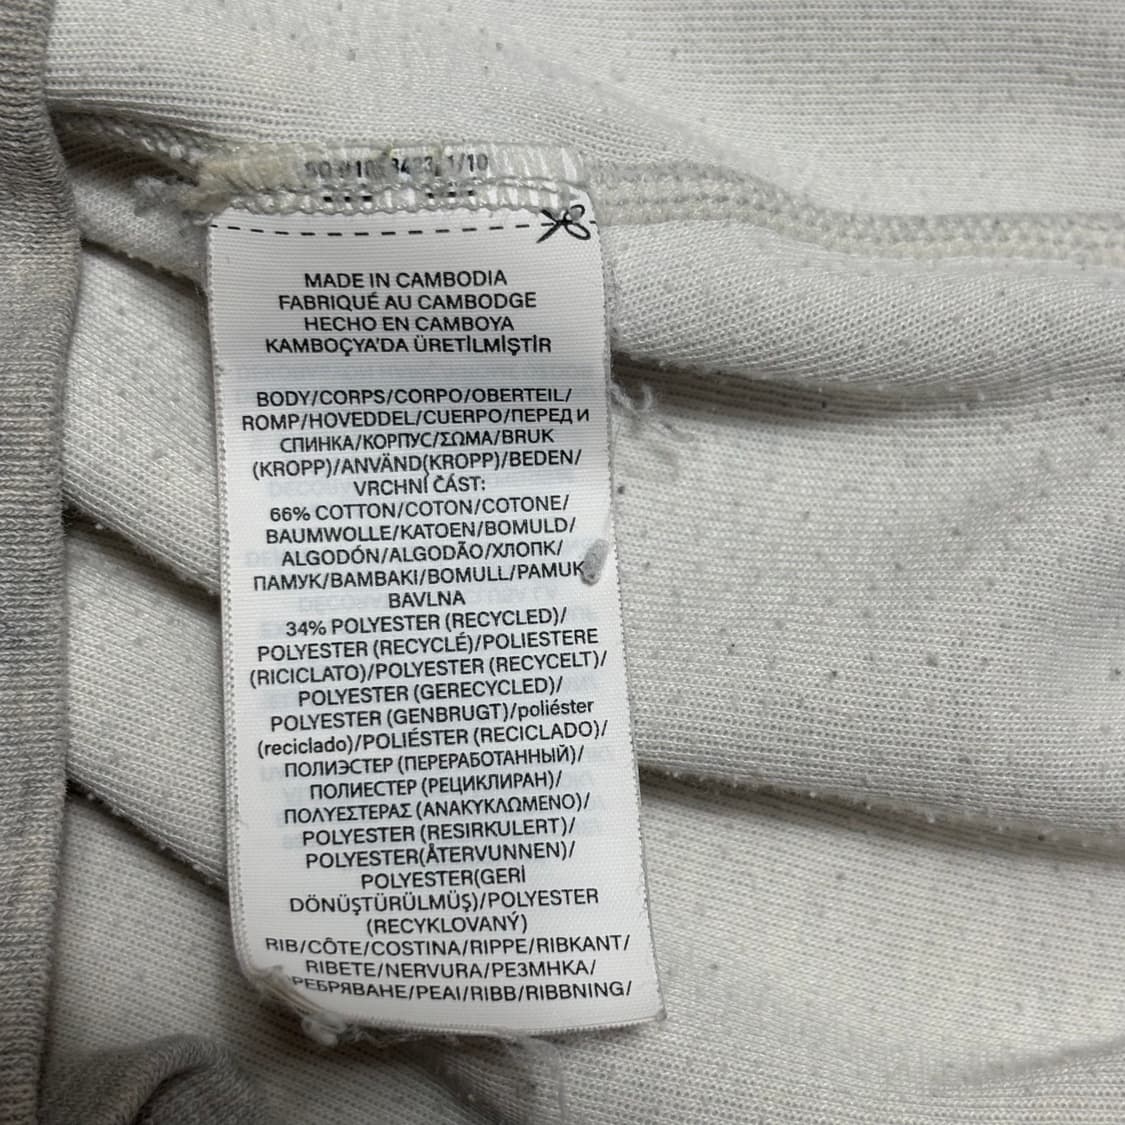 1/10
MADE IN CAMBODIA
FABRIQUÉ AU CAMBODGE
HECHO EN CAMBOYA
KAMBOÇYA'DA ÜRETİLMİŞTİR
BODY/CORPS/CORPO/OBERTEIL/
ROMP/HOVEDDEL/CUERPO/ПЕРЕД И
СПИНКА/КОРПУС/ΣΩΜΑ/BRUK
(KROPP)/ANVÄND(KROPP)/BEDEN/
VRCHNÍ ČÁST:
66% COTTON/COTON/COTONE/
BAUMWOLLE/KATOEN/BOMULD/
ALGODÓN/ALGODÃO/ХЛОПК/
ПАМУК/BAMBAKI/BOMULL/PAMUK
BAVLNA
34% POLYESTER (RECYCLED)/
POLYESTER (RECYCLÉ)/POLIESTERE
(RICICLATO)/POLYESTER (RECYCELT)/
POLYESTER (GERECYCLED)/
POLYESTER (GENBRUGT)/poliéster
(reciclado)/POLIÉSTER (RECICLADO)/
ПОЛИЭСТЕР (ПЕРЕРАБОТАННЫЙ)/
ПОЛИЕСТЕР (РЕЦИКЛИРАН)/
ΠΟΛΥΕΣΤΕΡΑΣ (ΑΝΑΚΥΚΛΩΜΕΝΟ)/
POLYESTER (RESIRKULERT)/
POLYESTER(ÅTERVUNNEN)/
POLYESTER(GERİ
DÖNÜŞTÜRÜLMÜŞ)/POLYESTER
(RECYKLOVANÝ)
RIB/CÔTE/COSTINA/RIPPE/RIBKANT/
RIBETE/NERVURA/РЕЗМНКА/
РЕБРЯВАНЕ/PEAI/RIBB/RIBBNING/